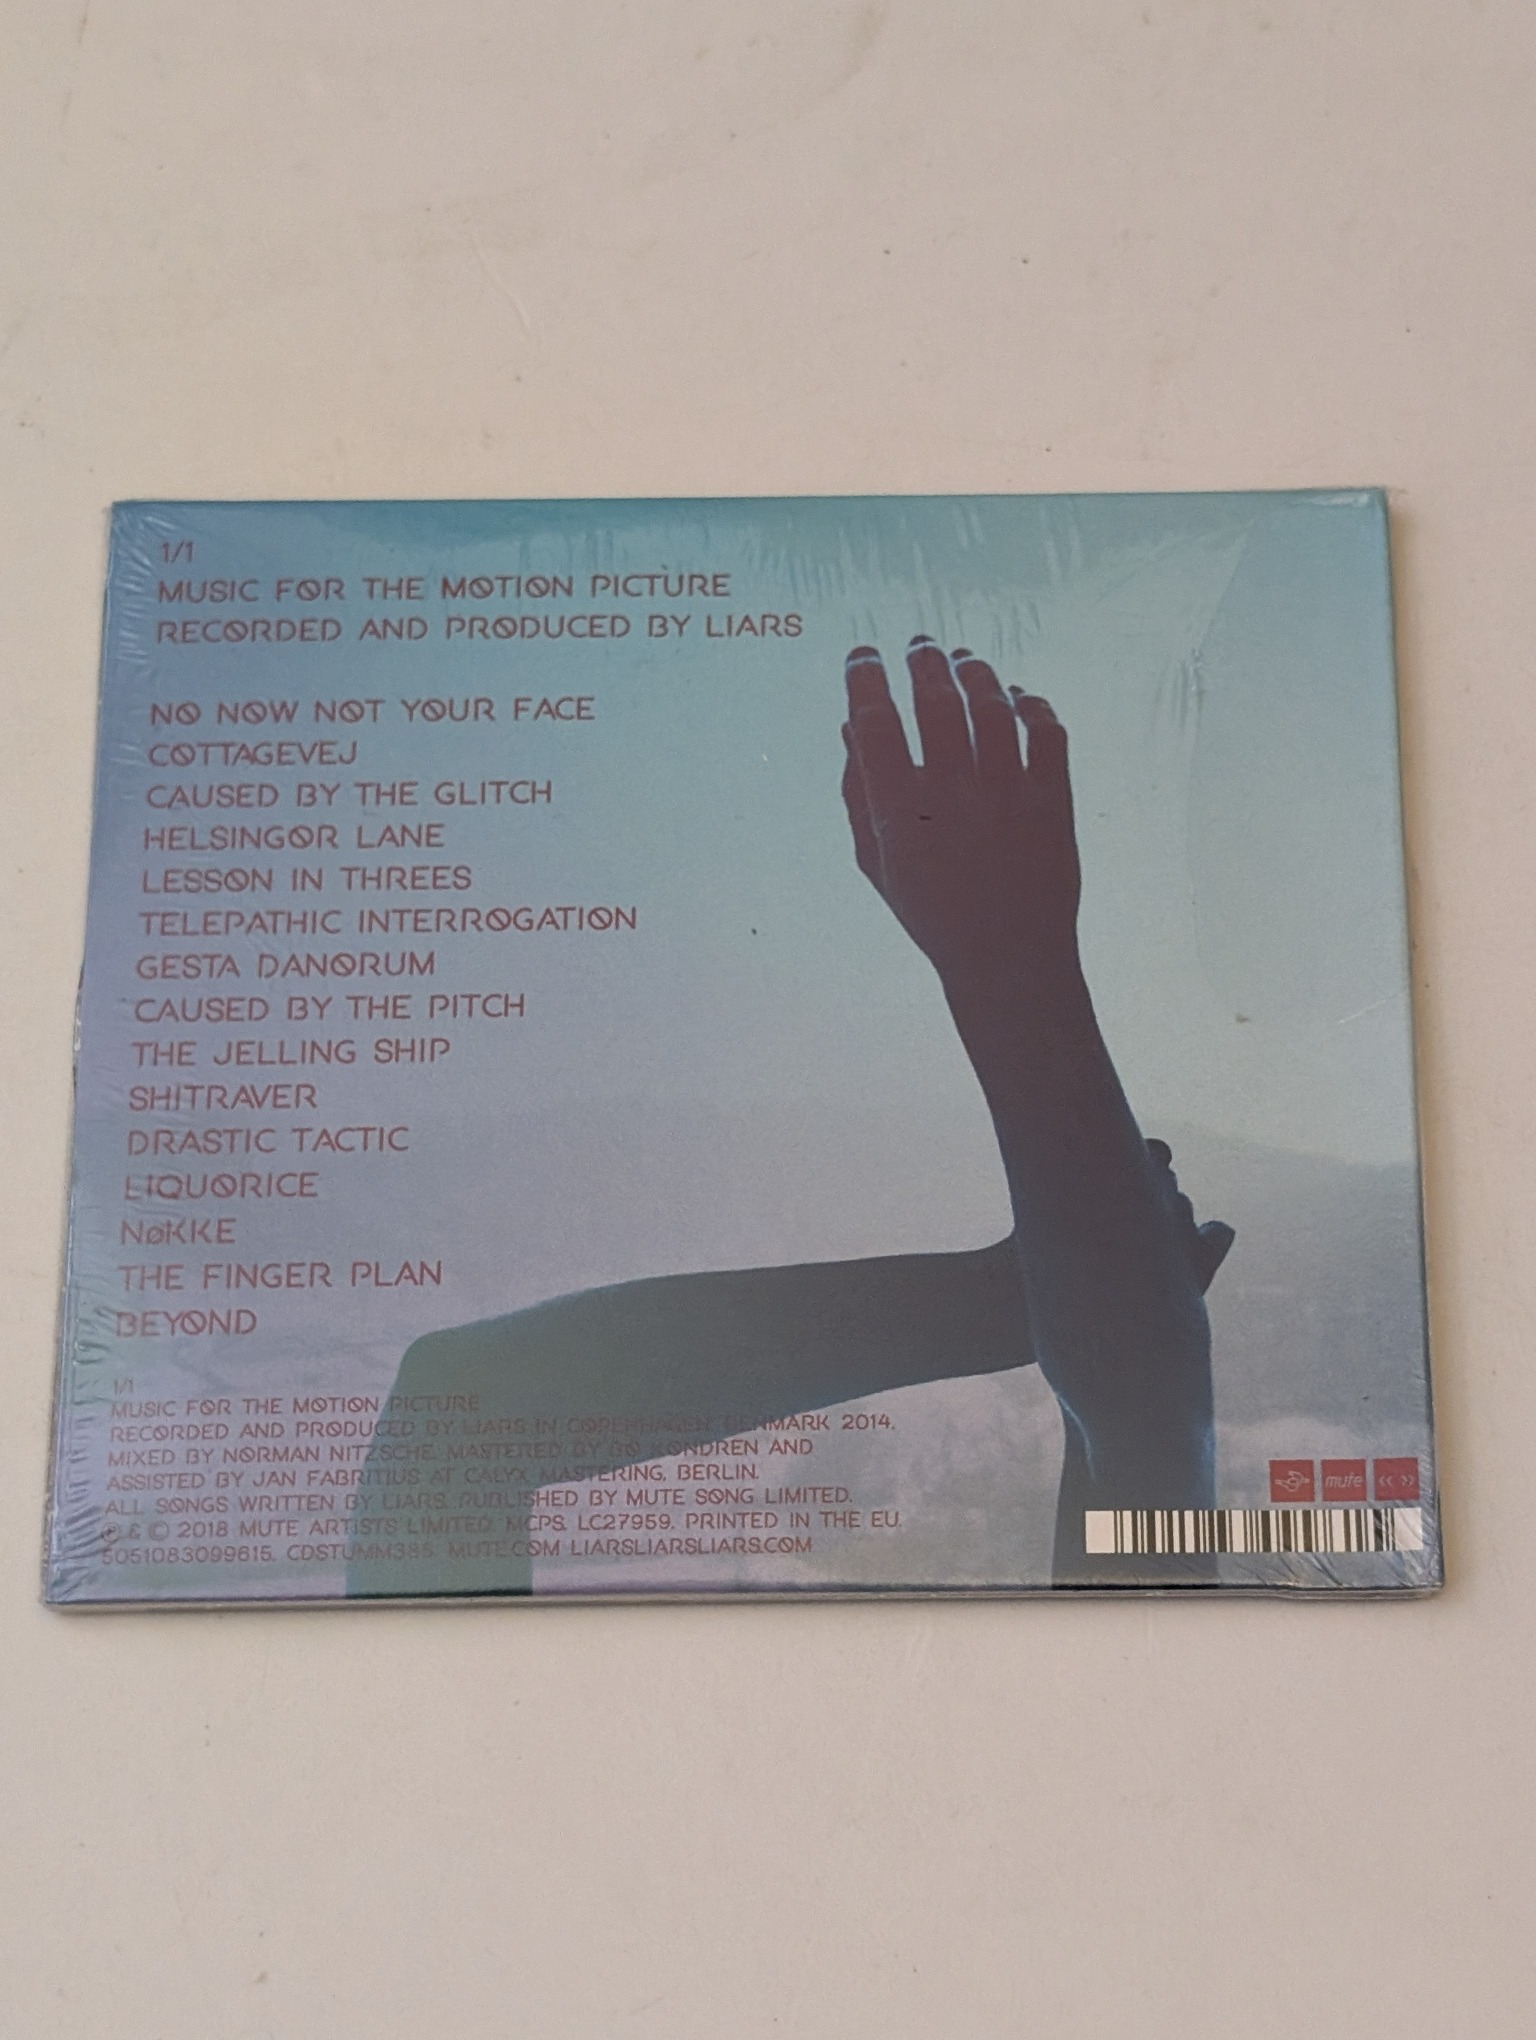 1/1
MUSIC FOR THE MOTION PICTURE
RECORDED AND PRODUCED BY LIARS
NO NOW NOT YOUR FACE
COTTAGEVEJ
CAUSED BY THE GLITCH
HELSINGOR LANE
LESSON IN THREES
TELEPATHIC INTERROGATION
GESTA DANORUM
CAUSED BY THE PITCH
THE JELLING SHIP
SHITRAVER
DRASTIC TACTIC
LIQUORICE
NøKKE
THE FINGER PLAN
BEYOND
1/1
MUSIC FOR THE MOTION PICTURE
RECORDED AND PRODUCED BY LIARS IN COPENHAGEN, DENMARK 2014.
MIXED BY NORMAN NITZSCHE. MASTERED BY BO KONDREN AND
ASSISTED BY JAN FABRITIUS AT CALYX MASTERING, BERLIN.
ALL SONGS WRITTEN BY LIARS. PUBLISHED BY MUTE SONG LIMITED.
℗ & © 2018 MUTE ARTISTS LIMITED. MCPS. LC27959. PRINTED IN THE EU.
5051083099615. CDSTUMM385. MUTE.COM LIARSLIARSLIARS.COM
mute